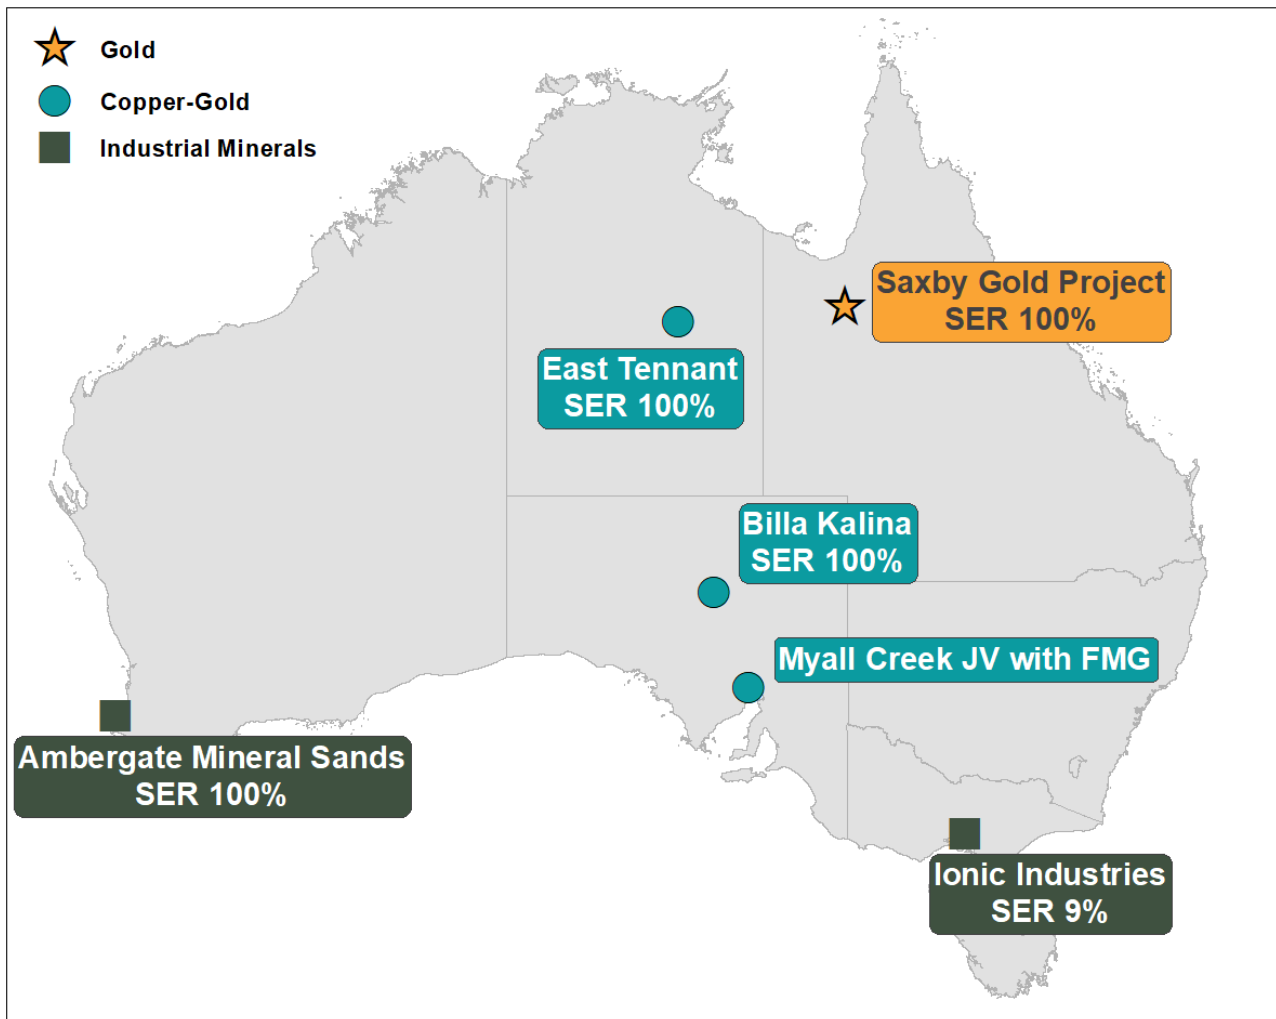 Gold
Copper-Gold
Industrial Minerals
Saxby Gold Project
SER 100%
East Tennant
SER 100%
Billa Kalina
SER 100%
Myall Creek JV with FMG
Ambergate Mineral Sands
SER 100%
Ionic Industries
SER 9%